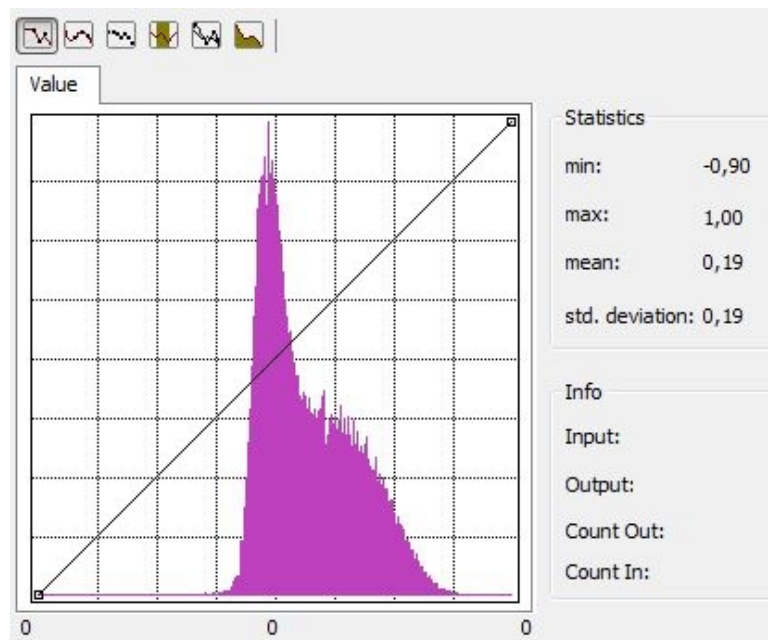 Value
Statistics
min: -0,90
max: 1,00
mean: 0,19
std. deviation: 0,19
Info
Input:
Output:
Count Out:
Count In:
0 0 0